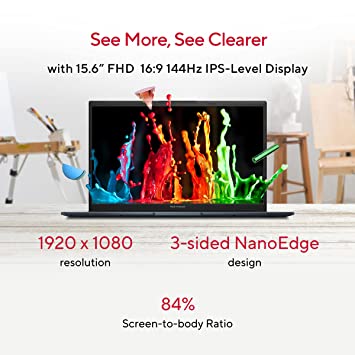 See More, See Clearer
with 15.6” FHD 16:9 144Hz IPS-Level Display
1920 x 1080
resolution
3-sided NanoEdge
design
84%
Screen-to-body Ratio